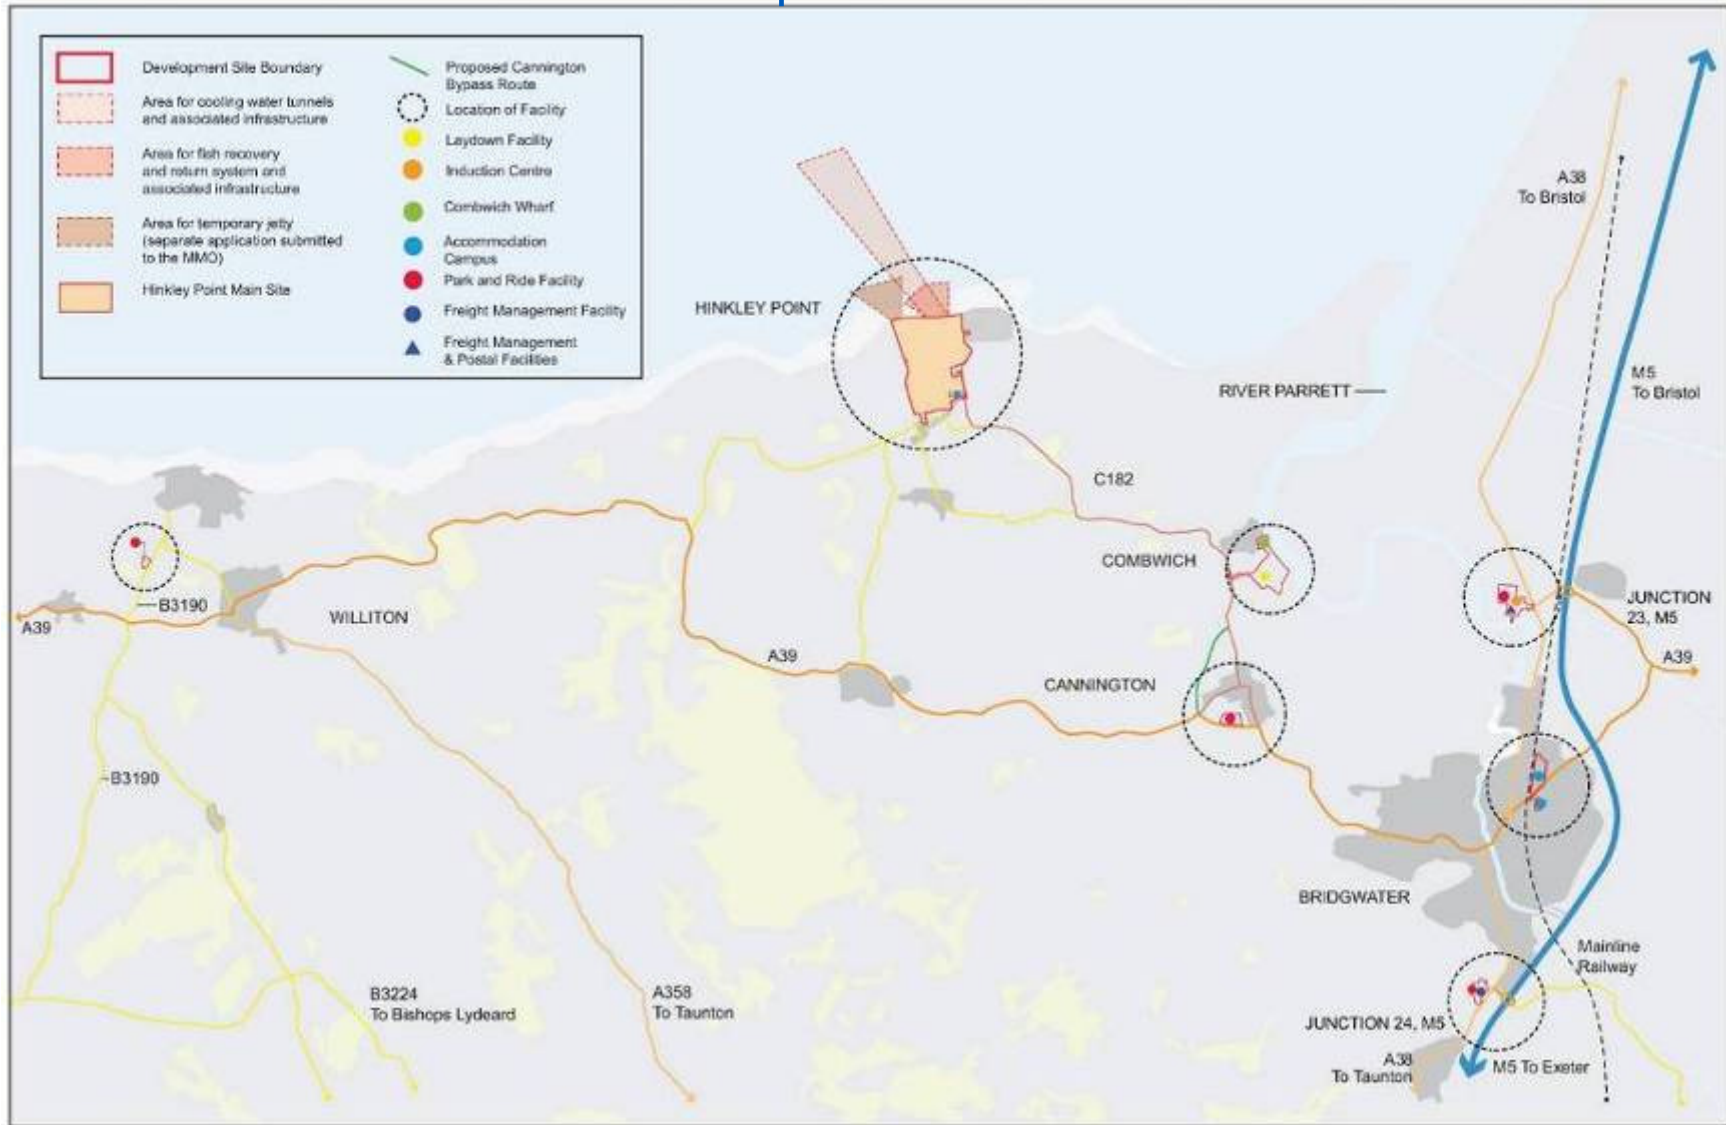 Development Site Boundary
Area for cooling water tunnels
and associated infrastructure
Area for fish recovery
and return system and
associated infrastructure
Area for temporary jetty
(separate application submitted
to the MMO)
Hinkley Point Main Site
Proposed Cannington
Bypass Route
Location of Facility
Laydown Facility
Induction Centre
Combwich Wharf
Accommodation
Campus
Park and Ride Facility
Freight Management Facility
Freight Management
& Postal Facilities
HINKLEY POINT
A38
To Bristol
M5
To Bristol
RIVER PARRETT
C182
COMBWICH
B3190
WILLITON
A39
JUNCTION
23, M5
A39
A39
CANNINGTON
B3190
BRIDGWATER
Mainline
Railway
B3224
To Bishops Lydeard
A358
To Taunton
JUNCTION 24, M5
A38
To Taunton
M5 To Exeter